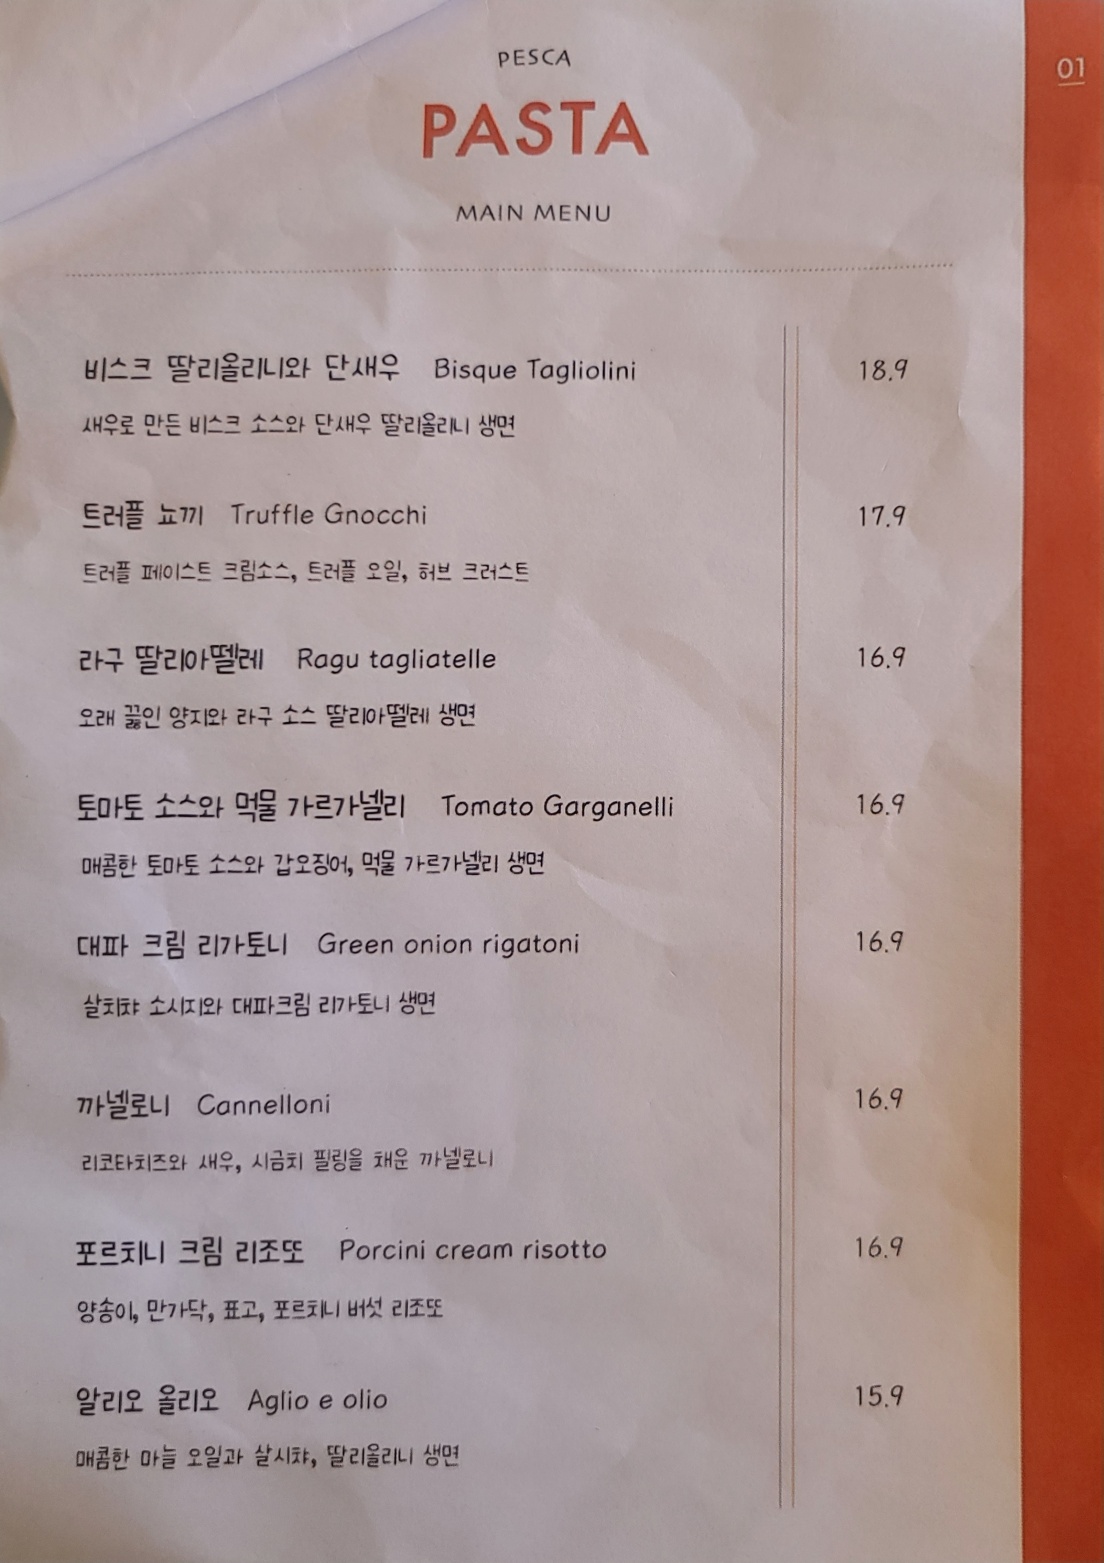 PESCA
01
PASTA
MAIN MENU
비스크 딸리올리니와 단새우 Bisque Tagliolini 18.9
새우로 만든 비스크 소스와 단새우 딸리올리니 생면
트러플 뇨끼 Truffle Gnocchi 17.9
트러플 페이스트 크림소스, 트러플 오일, 허브 크러스트
라구 딸리아뗄레 Ragu tagliatelle 16.9
오래 끓인 양지와 라구 소스 딸리아뗄레 생면
토마토 소스와 먹물 가르가넬리 Tomato Garganelli 16.9
매콤한 토마토 소스와 갑오징어, 먹물 가르가넬리 생면
대파 크림 리가토니 Green onion rigatoni 16.9
살치챠 소시지와 대파크림 리가토니 생면
까넬로니 Cannelloni 16.9
리코타치즈와 새우, 시금치 필링을 채운 까넬로니
포르치니 크림 리조또 Porcini cream risotto 16.9
양송이, 만가닥, 표고, 포르치니 버섯 리조또
알리오 올리오 Aglio e olio 15.9
매콤한 마늘 오일과 살시챠, 딸리올리니 생면